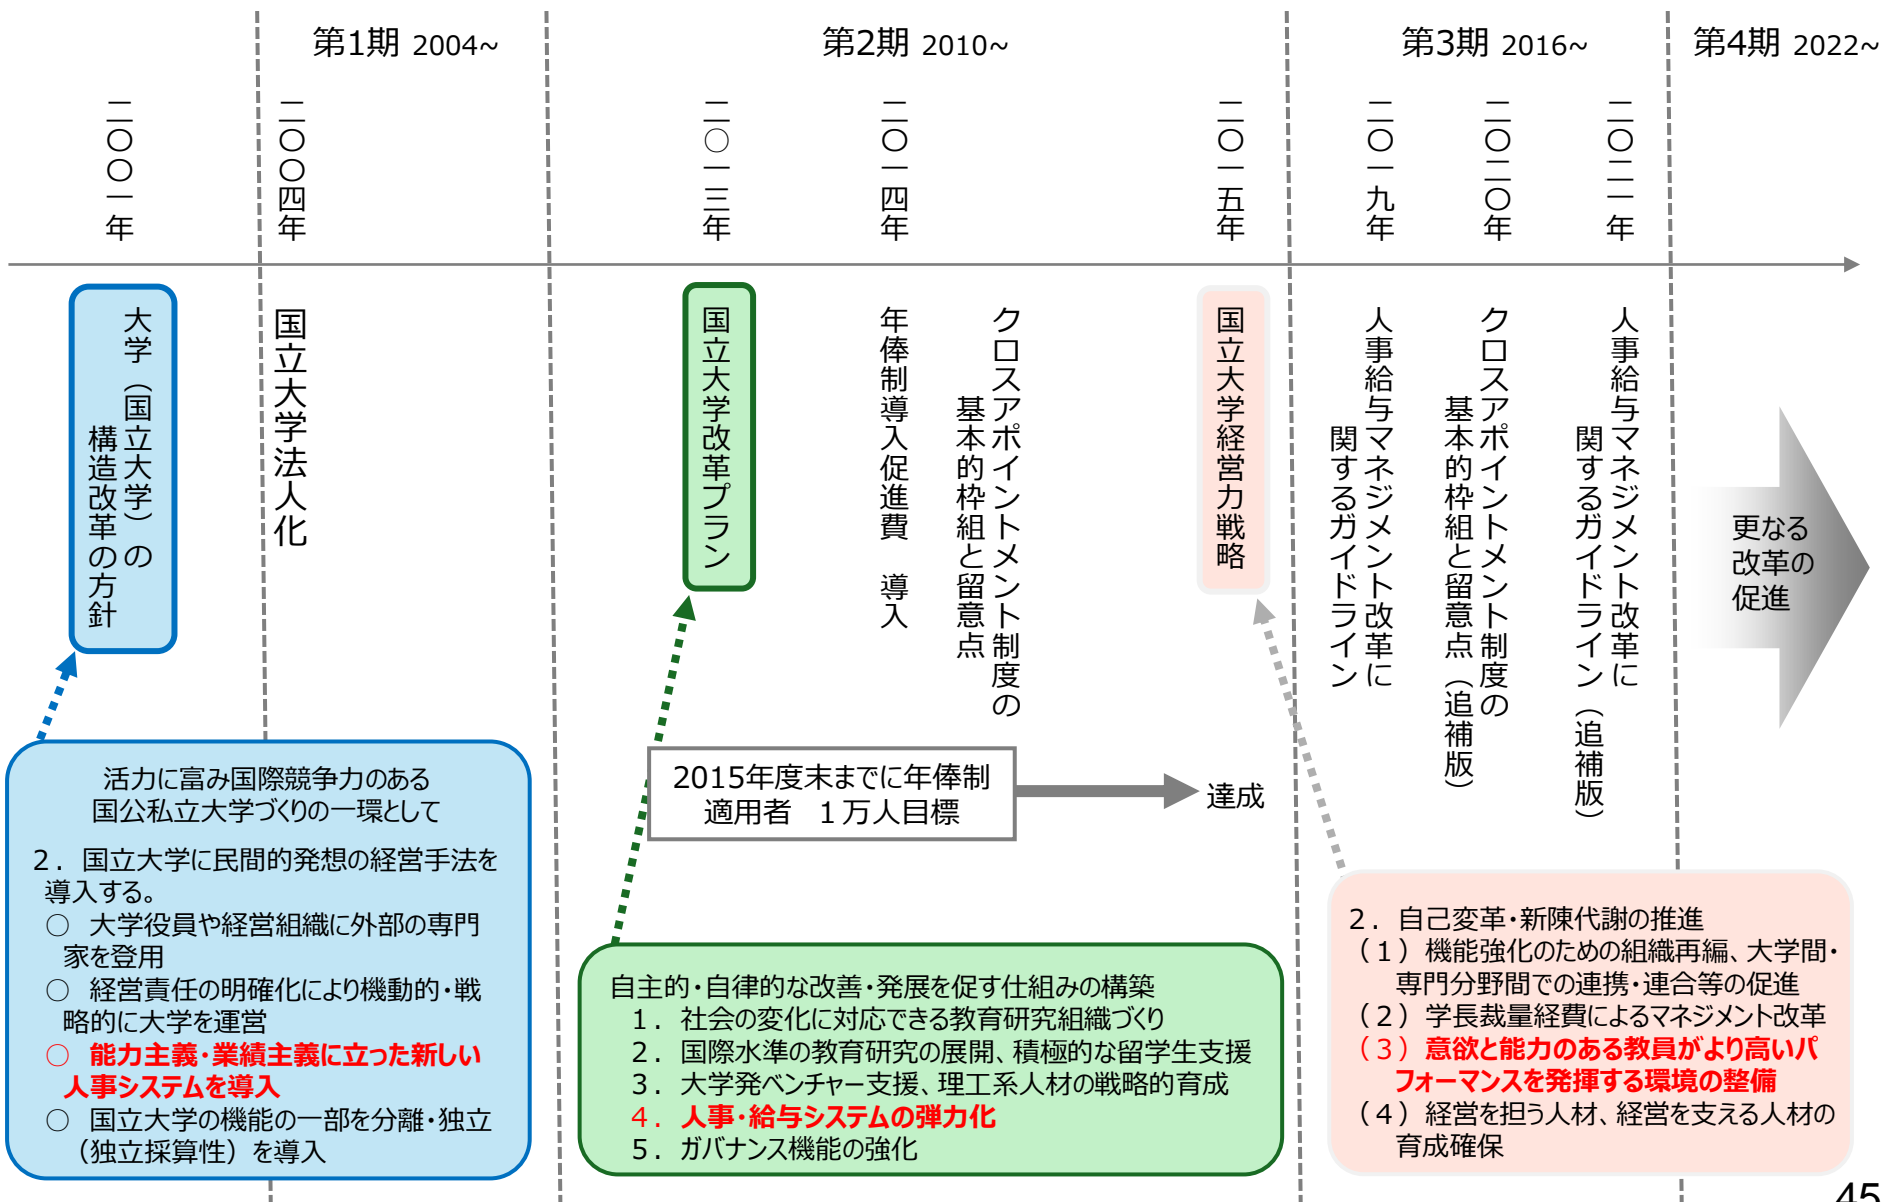 第1期 2004~
第2期 2010~
第3期 2016~
第4期 2022~
二〇〇一年
二〇〇四年
二〇一三年
二〇一四年
二〇一五年
二〇一九年
二〇二〇年
二〇二一年
大学（国立大学）の
構造改革の方針
国立大学法人化
国立大学改革プラン
年俸制導入促進費　導入
クロスアポイントメント制度の
基本的枠組と留意点
国立大学経営力戦略
人事給与マネジメント改革に
関するガイドライン
クロスアポイントメント制度の
基本的枠組と留意点（追補版）
人事給与マネジメント改革に
関するガイドライン（追補版）
更なる
改革の
促進
2015年度末までに年俸制
適用者　１万人目標
達成
活力に富み国際競争力のある
国公私立大学づくりの一環として
２．国立大学に民間的発想の経営手法を
導入する。
○　大学役員や経営組織に外部の専門
家を登用
○　経営責任の明確化により機動的・戦
略的に大学を運営
○　能力主義・業績主義に立った新しい
人事システムを導入
○　国立大学の機能の一部を分離・独立
（独立採算性）を導入
自主的・自律的な改善・発展を促す仕組みの構築
１．社会の変化に対応できる教育研究組織づくり
２．国際水準の教育研究の展開、積極的な留学生支援
３．大学発ベンチャー支援、理工系人材の戦略的育成
４．人事・給与システムの弾力化
５．ガバナンス機能の強化
２．自己変革・新陳代謝の推進
（１）機能強化のための組織再編、大学間・
専門分野間での連携・連合等の促進
（２）学長裁量経費によるマネジメント改革
（３）意欲と能力のある教員がより高いパ
フォーマンスを発揮する環境の整備
（４）経営を担う人材、経営を支える人材の
育成確保
45